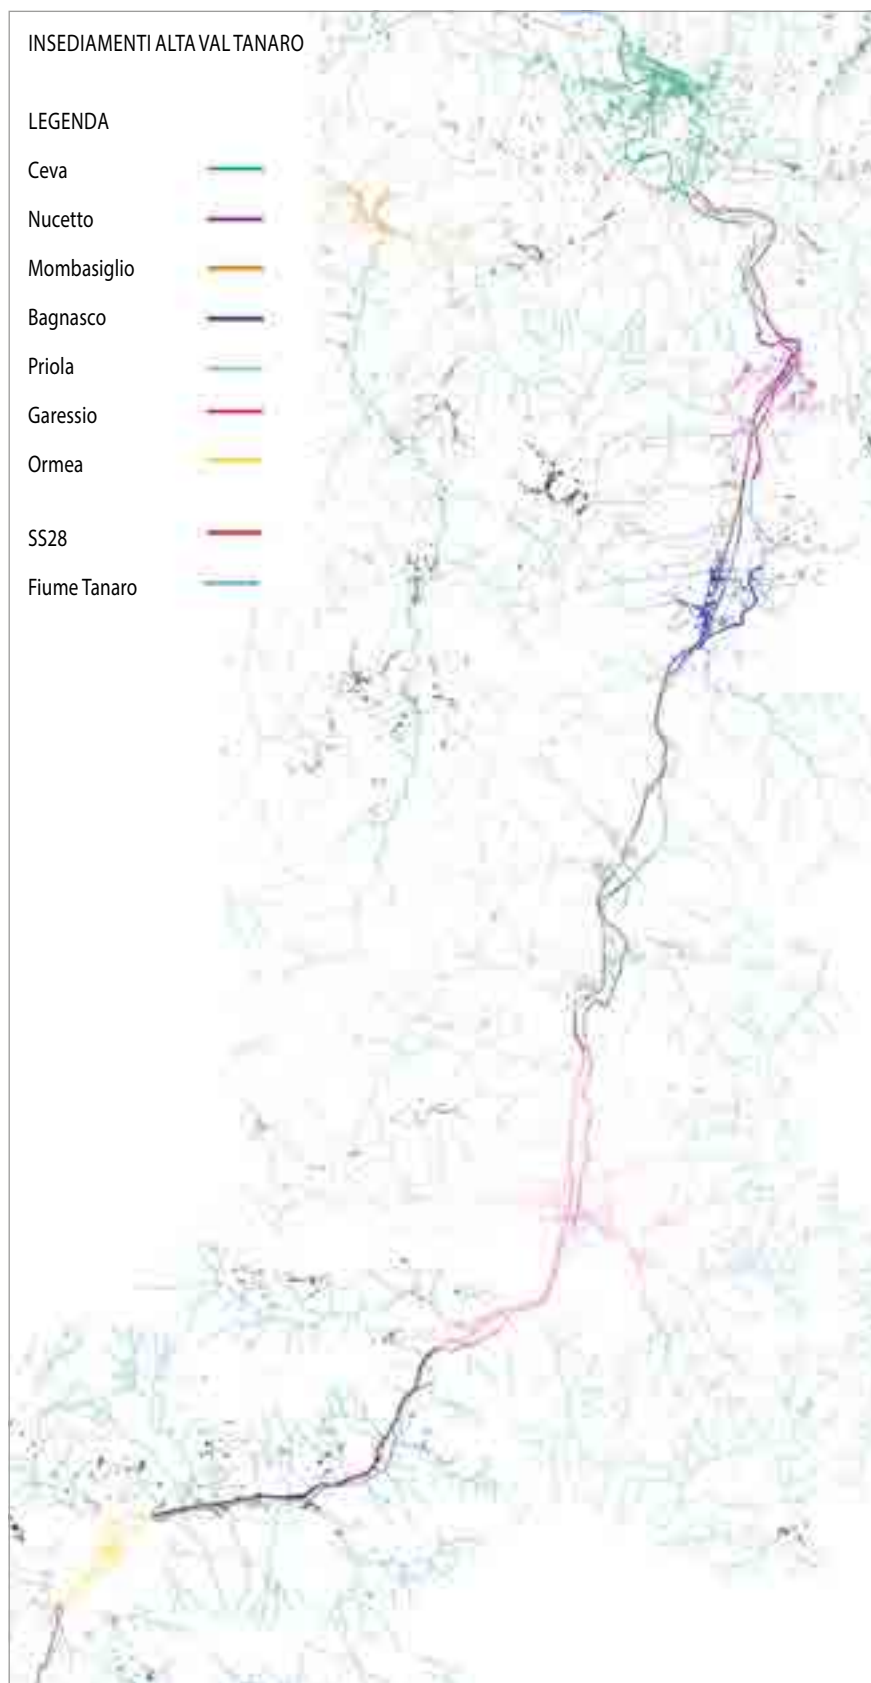 INSEDIAMENTI ALTA VAL TANARO
LEGENDA
Ceva
Nucetto
Mombasiglio
Bagnasco
Priola
Garessio
Ormea
SS28
Fiume Tanaro